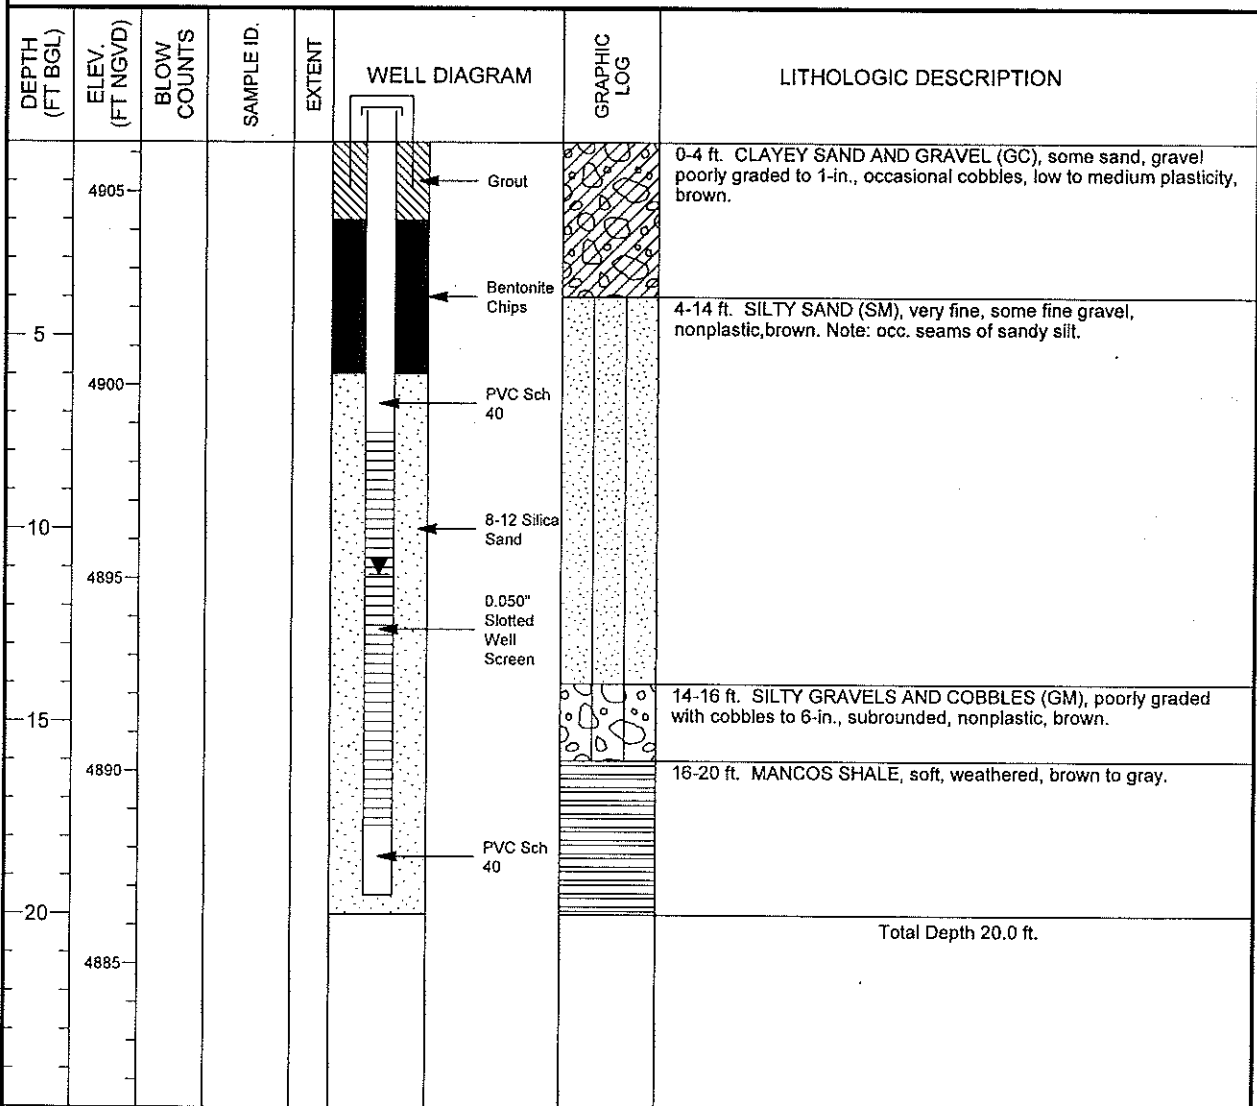 DEPTH
(FT BGL)
ELEV.
(FT NGVD)
BLOW
COUNTS
SAMPLE ID.
EXTENT
WELL DIAGRAM
GRAPHIC
LOG
LITHOLOGIC DESCRIPTION
4905
Grout
0-4 ft. CLAYEY SAND AND GRAVEL (GC), some sand, gravel
poorly graded to 1-in., occasional cobbles, low to medium plasticity,
brown.
Bentonite
Chips
4-14 ft. SILTY SAND (SM), very fine, some fine gravel,
nonplastic,brown. Note: occ. seams of sandy silt.
5
4900
PVC Sch
40
10
8-12 Silica
Sand
4895
0.050"
Slotted
Well
Screen
14-16 ft. SILTY GRAVELS AND COBBLES (GM), poorly graded
with cobbles to 6-in., subrounded, nonplastic, brown.
15
4890
16-20 ft. MANCOS SHALE, soft, weathered, brown to gray.
PVC Sch
40
20
Total Depth 20.0 ft.
4885